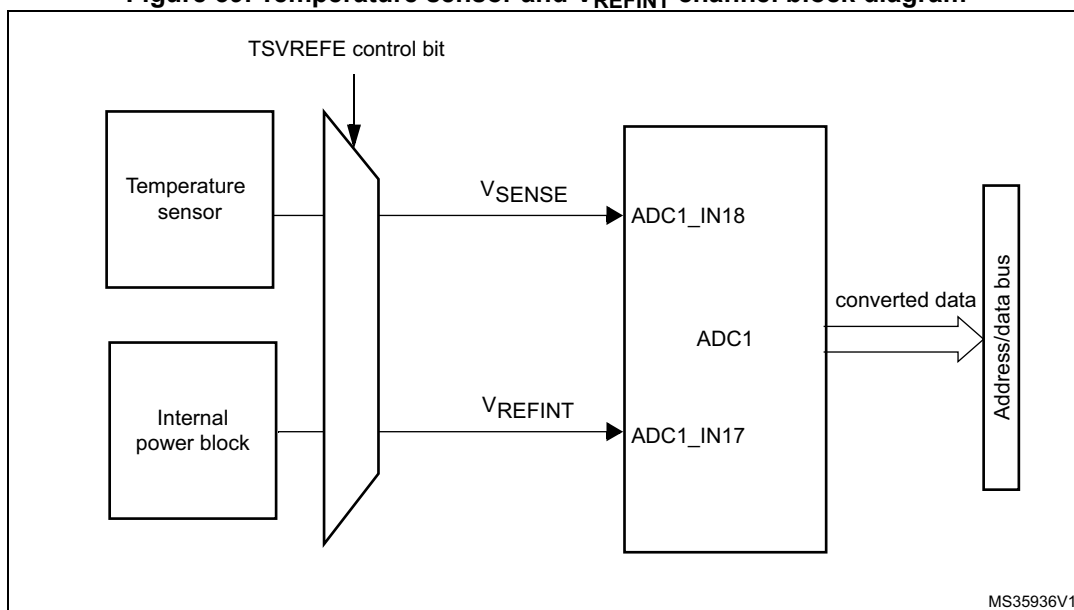 TSVREFE control bit
Temperature
sensor
VSENSE
ADC1_IN18
converted data
Address/data bus
ADC1
Internal
power block
VREFINT
ADC1_IN17
MS35936V1